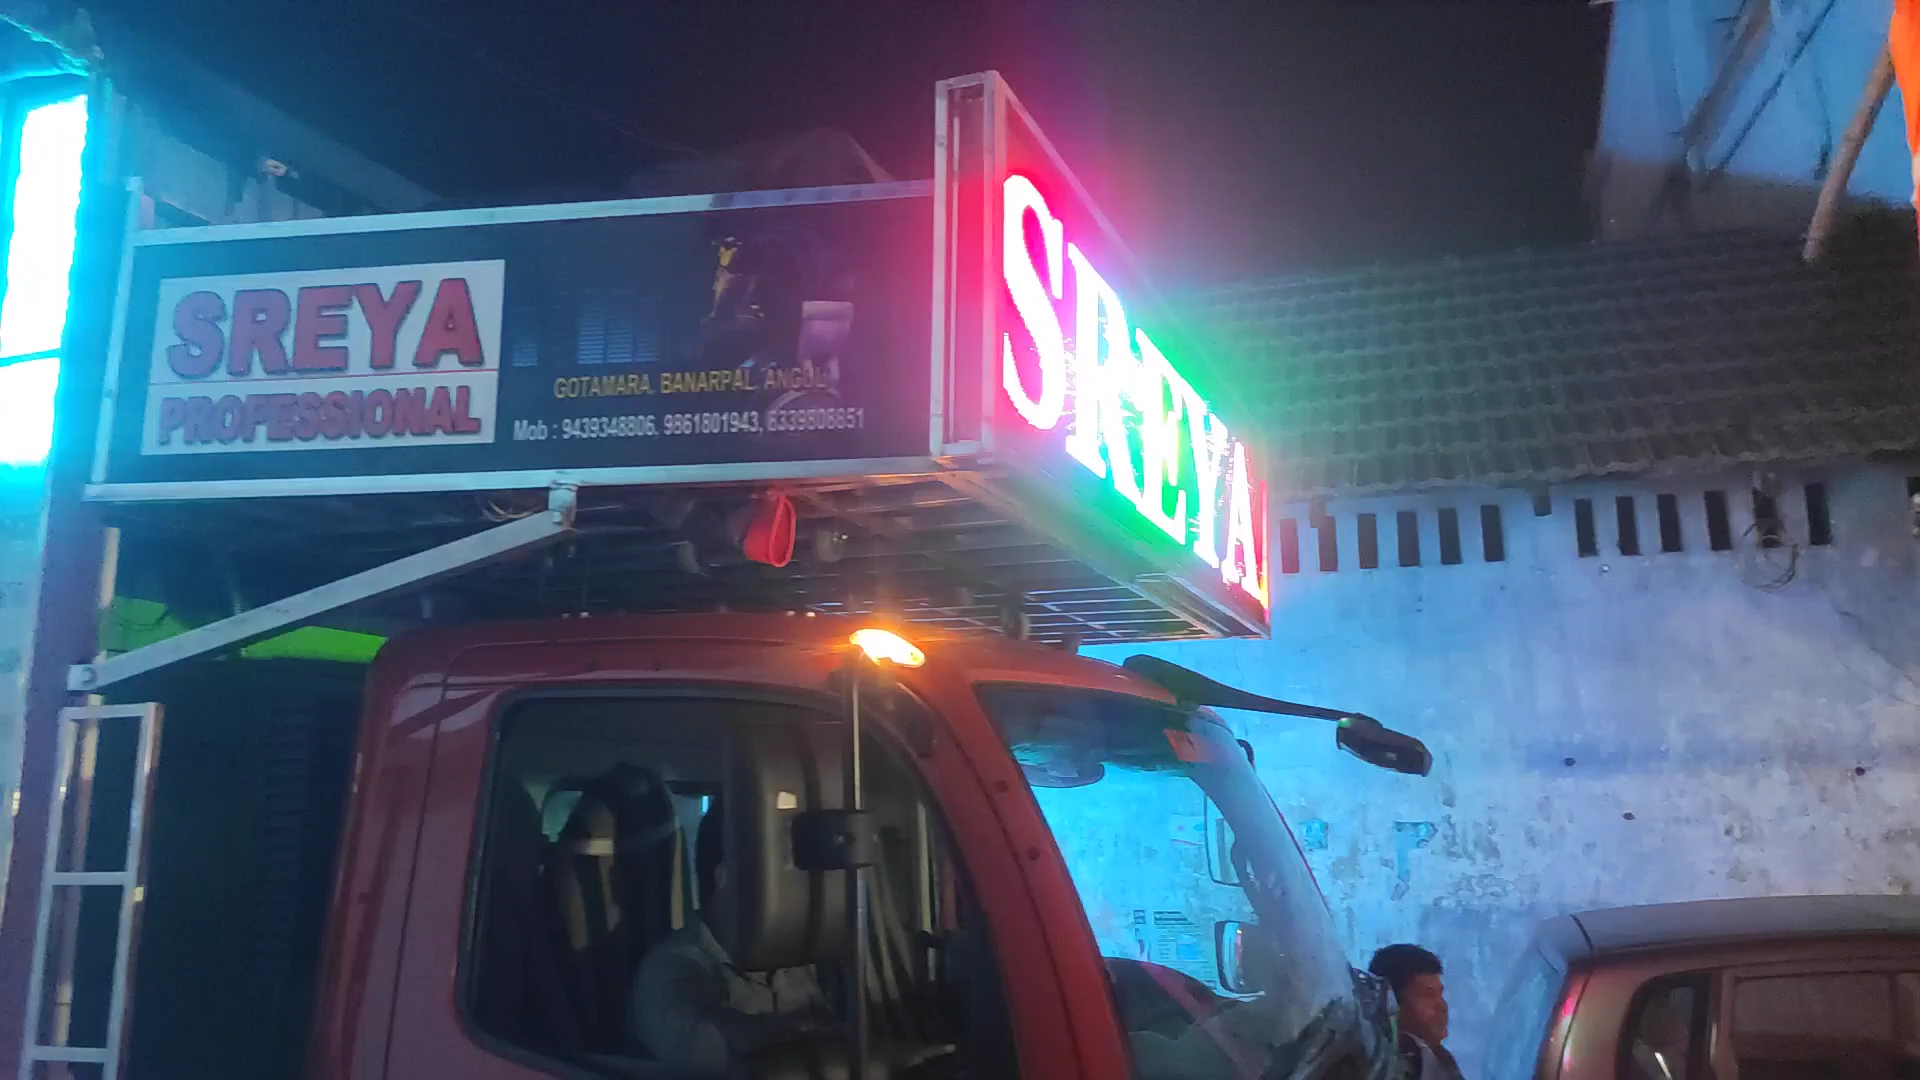 SREYA
PROFESSIONAL
GOTAMARA. BANARPAL. ANGUL
Mob : 9439348806, 9861801943, 6339808851
SREYA